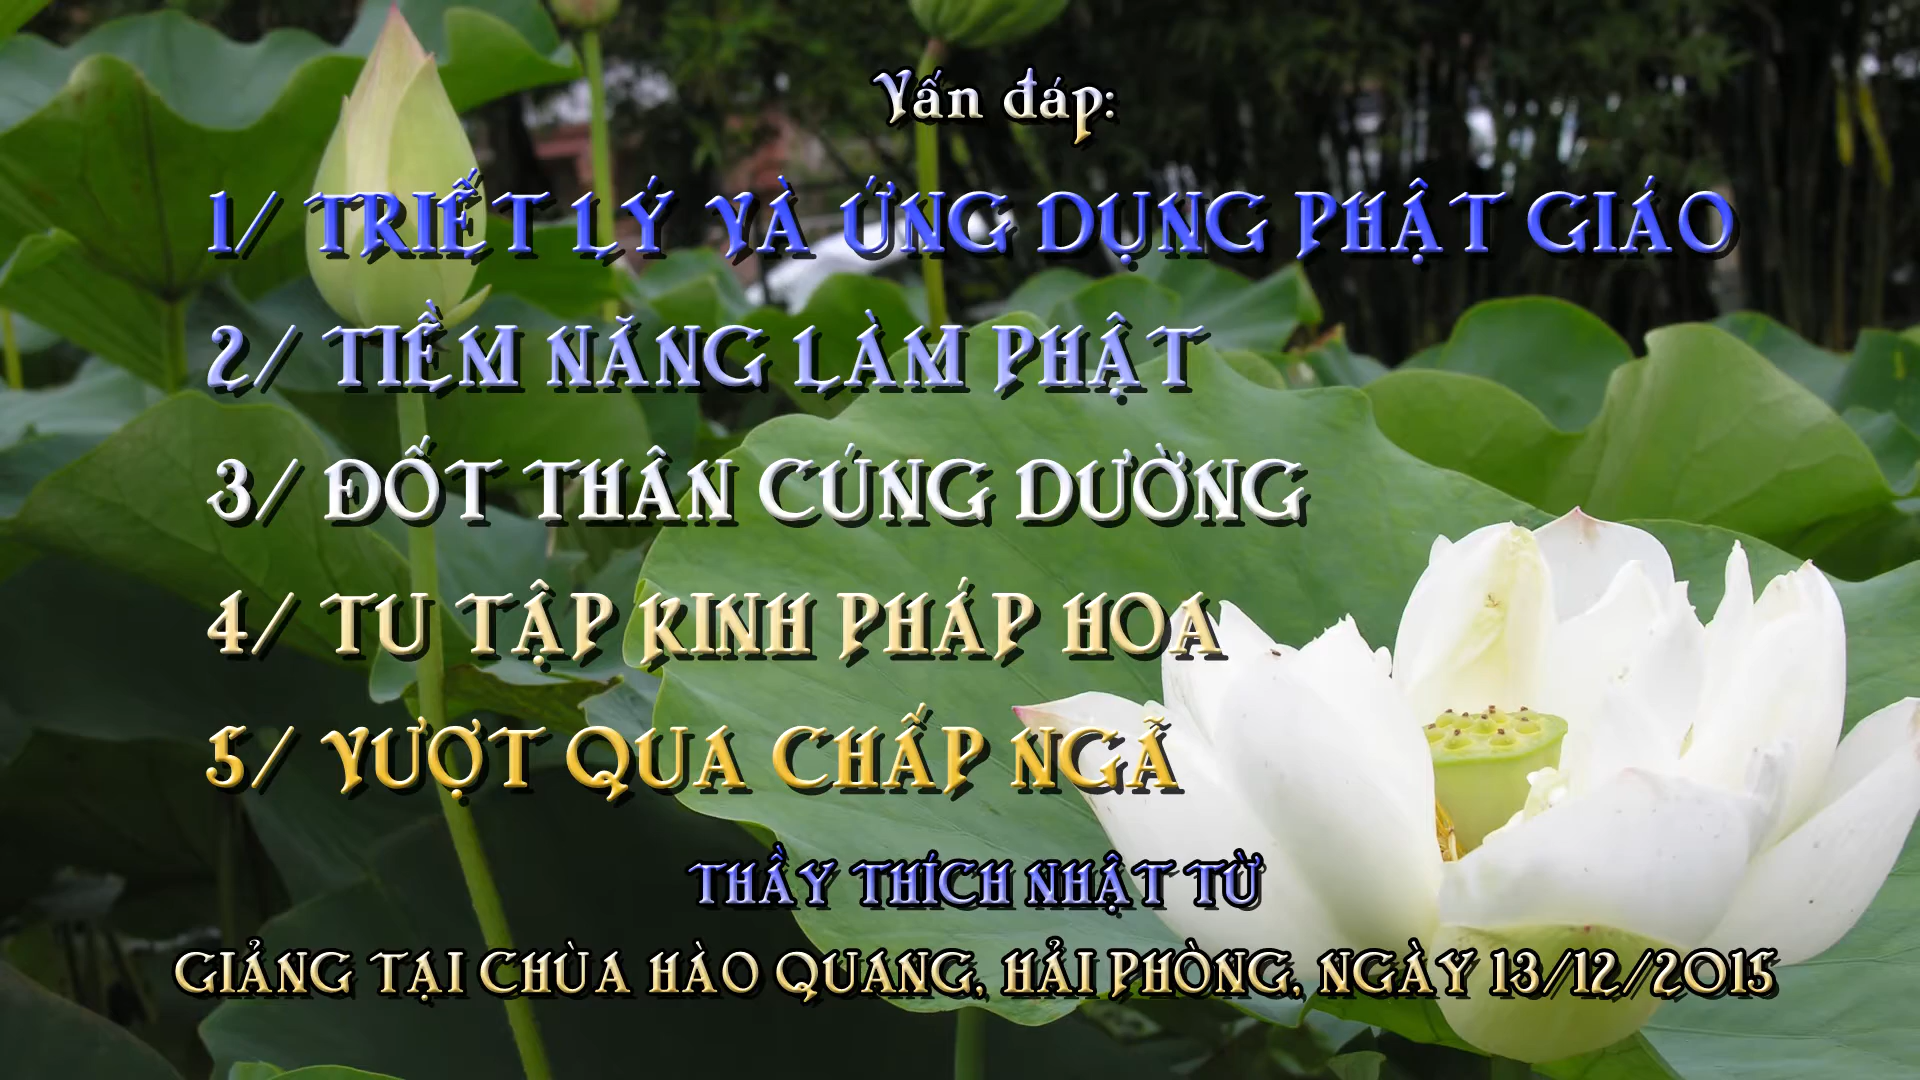 Vấn đáp:
1/ TRIẾT LÝ VÀ ỨNG DỤNG PHẬT GIÁO
2/ TIỀM NĂNG LÀM PHẬT
3/ ĐỐT THÂN CÚNG DƯỜNG
4/ TU TẬP KINH PHÁP HOA
5/ VƯỢT QUA CHẤP NGÃ
THẦY THÍCH NHẬT TỪ
GIẢNG TẠI CHÙA HÀO QUANG, HẢI PHÒNG, NGÀY 13/12/2015